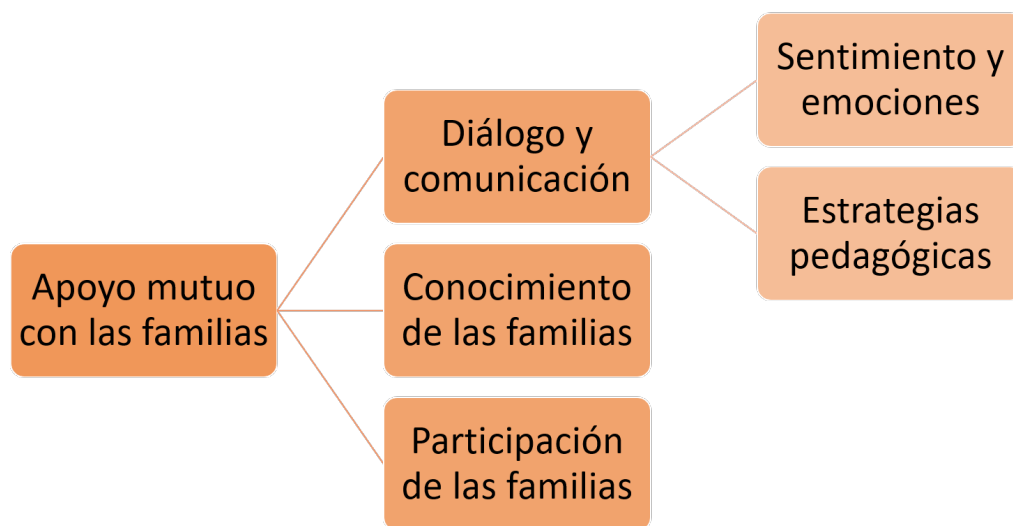 Apoyo mutuo
con las familias
Diálogo y
comunicación
Sentimiento y
emociones
Estrategias
pedagógicas
Conocimiento
de las familias
Participación
de las familias